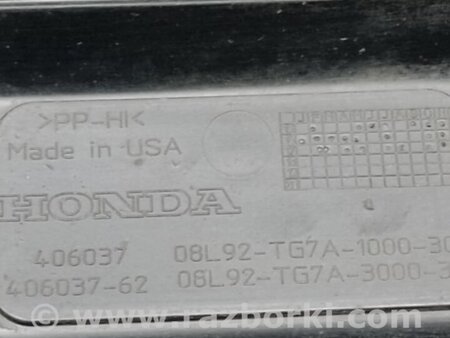 >PP-HI<
Made in USA
HONDA
406037 08L92-TG7A-1000-30
406037-62 08L92-TG7A-3000-3
© www.razborki.com